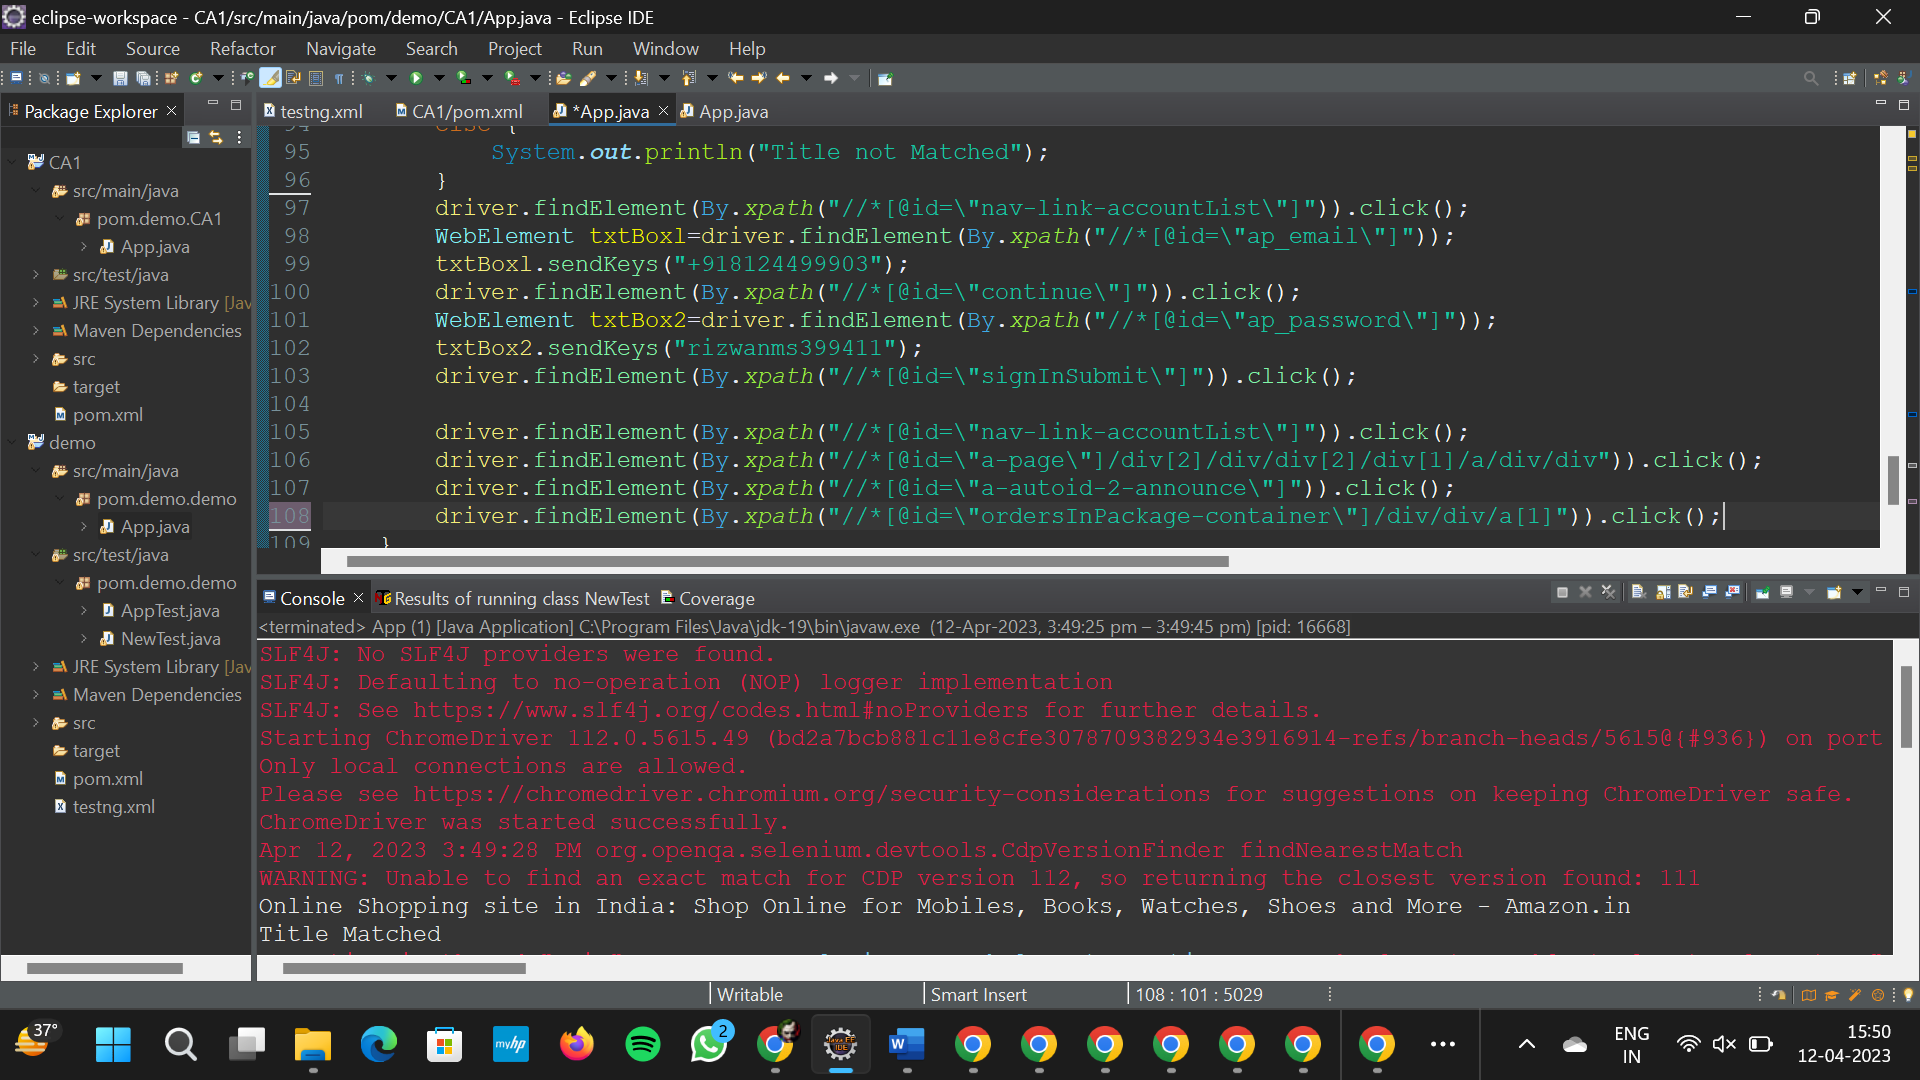 eclipse-workspace - CA1/src/main/java/pom/demo/CA1/App.java - Eclipse IDE
File Edit Source Refactor Navigate Search Project Run Window Help
Package Explorer
testng.xml CA1/pom.xml *App.java App.java
CA1
src/main/java
pom.demo.CA1
App.java
src/test/java
JRE System Library [Jav
Maven Dependencies
src
target
pom.xml
demo
src/main/java
pom.demo.demo
App.java
src/test/java
pom.demo.demo
AppTest.java
NewTest.java
JRE System Library [Jav
Maven Dependencies
src
target
pom.xml
testng.xml
94 else {
95 System.out.println("Title not Matched");
96 }
97 driver.findElement(By.xpath("//*[@id=\"nav-link-accountList\"]")).click();
98 WebElement txtBox1=driver.findElement(By.xpath("//*[@id=\"ap_email\"]"));
99 txtBox1.sendKeys("+918124499903");
100 driver.findElement(By.xpath("//*[@id=\"continue\"]")).click();
101 WebElement txtBox2=driver.findElement(By.xpath("//*[@id=\"ap_password\"]"));
102 txtBox2.sendKeys("rizwanms399411");
103 driver.findElement(By.xpath("//*[@id=\"signInSubmit\"]")).click();
104
105 driver.findElement(By.xpath("//*[@id=\"nav-link-accountList\"]")).click();
106 driver.findElement(By.xpath("//*[@id=\"a-page\"]/div[2]/div/div[2]/div[1]/a/div/div")).click();
107 driver.findElement(By.xpath("//*[@id=\"a-autoid-2-announce\"]")).click();
108 driver.findElement(By.xpath("//*[@id=\"ordersInPackage-container\"]/div/div/a[1]")).click();
109 }
Console Results of running class NewTest Coverage
<terminated> App (1) [Java Application] C:\Program Files\Java\jdk-19\bin\javaw.exe (12-Apr-2023, 3:49:25 pm – 3:49:45 pm) [pid: 16668]
SLF4J: No SLF4J providers were found.
SLF4J: Defaulting to no-operation (NOP) logger implementation
SLF4J: See https://www.slf4j.org/codes.html#noProviders for further details.
Starting ChromeDriver 112.0.5615.49 (bd2a7bcb881c11e8cfe3078709382934e3916914-refs/branch-heads/5615@{#936}) on port
Only local connections are allowed.
Please see https://chromedriver.chromium.org/security-considerations for suggestions on keeping ChromeDriver safe.
ChromeDriver was started successfully.
Apr 12, 2023 3:49:28 PM org.openqa.selenium.devtools.CdpVersionFinder findNearestMatch
WARNING: Unable to find an exact match for CDP version 112, so returning the closest version found: 111
Online Shopping site in India: Shop Online for Mobiles, Books, Watches, Shoes and More - Amazon.in
Title Matched
Writable Smart Insert 108 : 101 : 5029
37° myhp 2 ENG 15:50
IN 12-04-2023